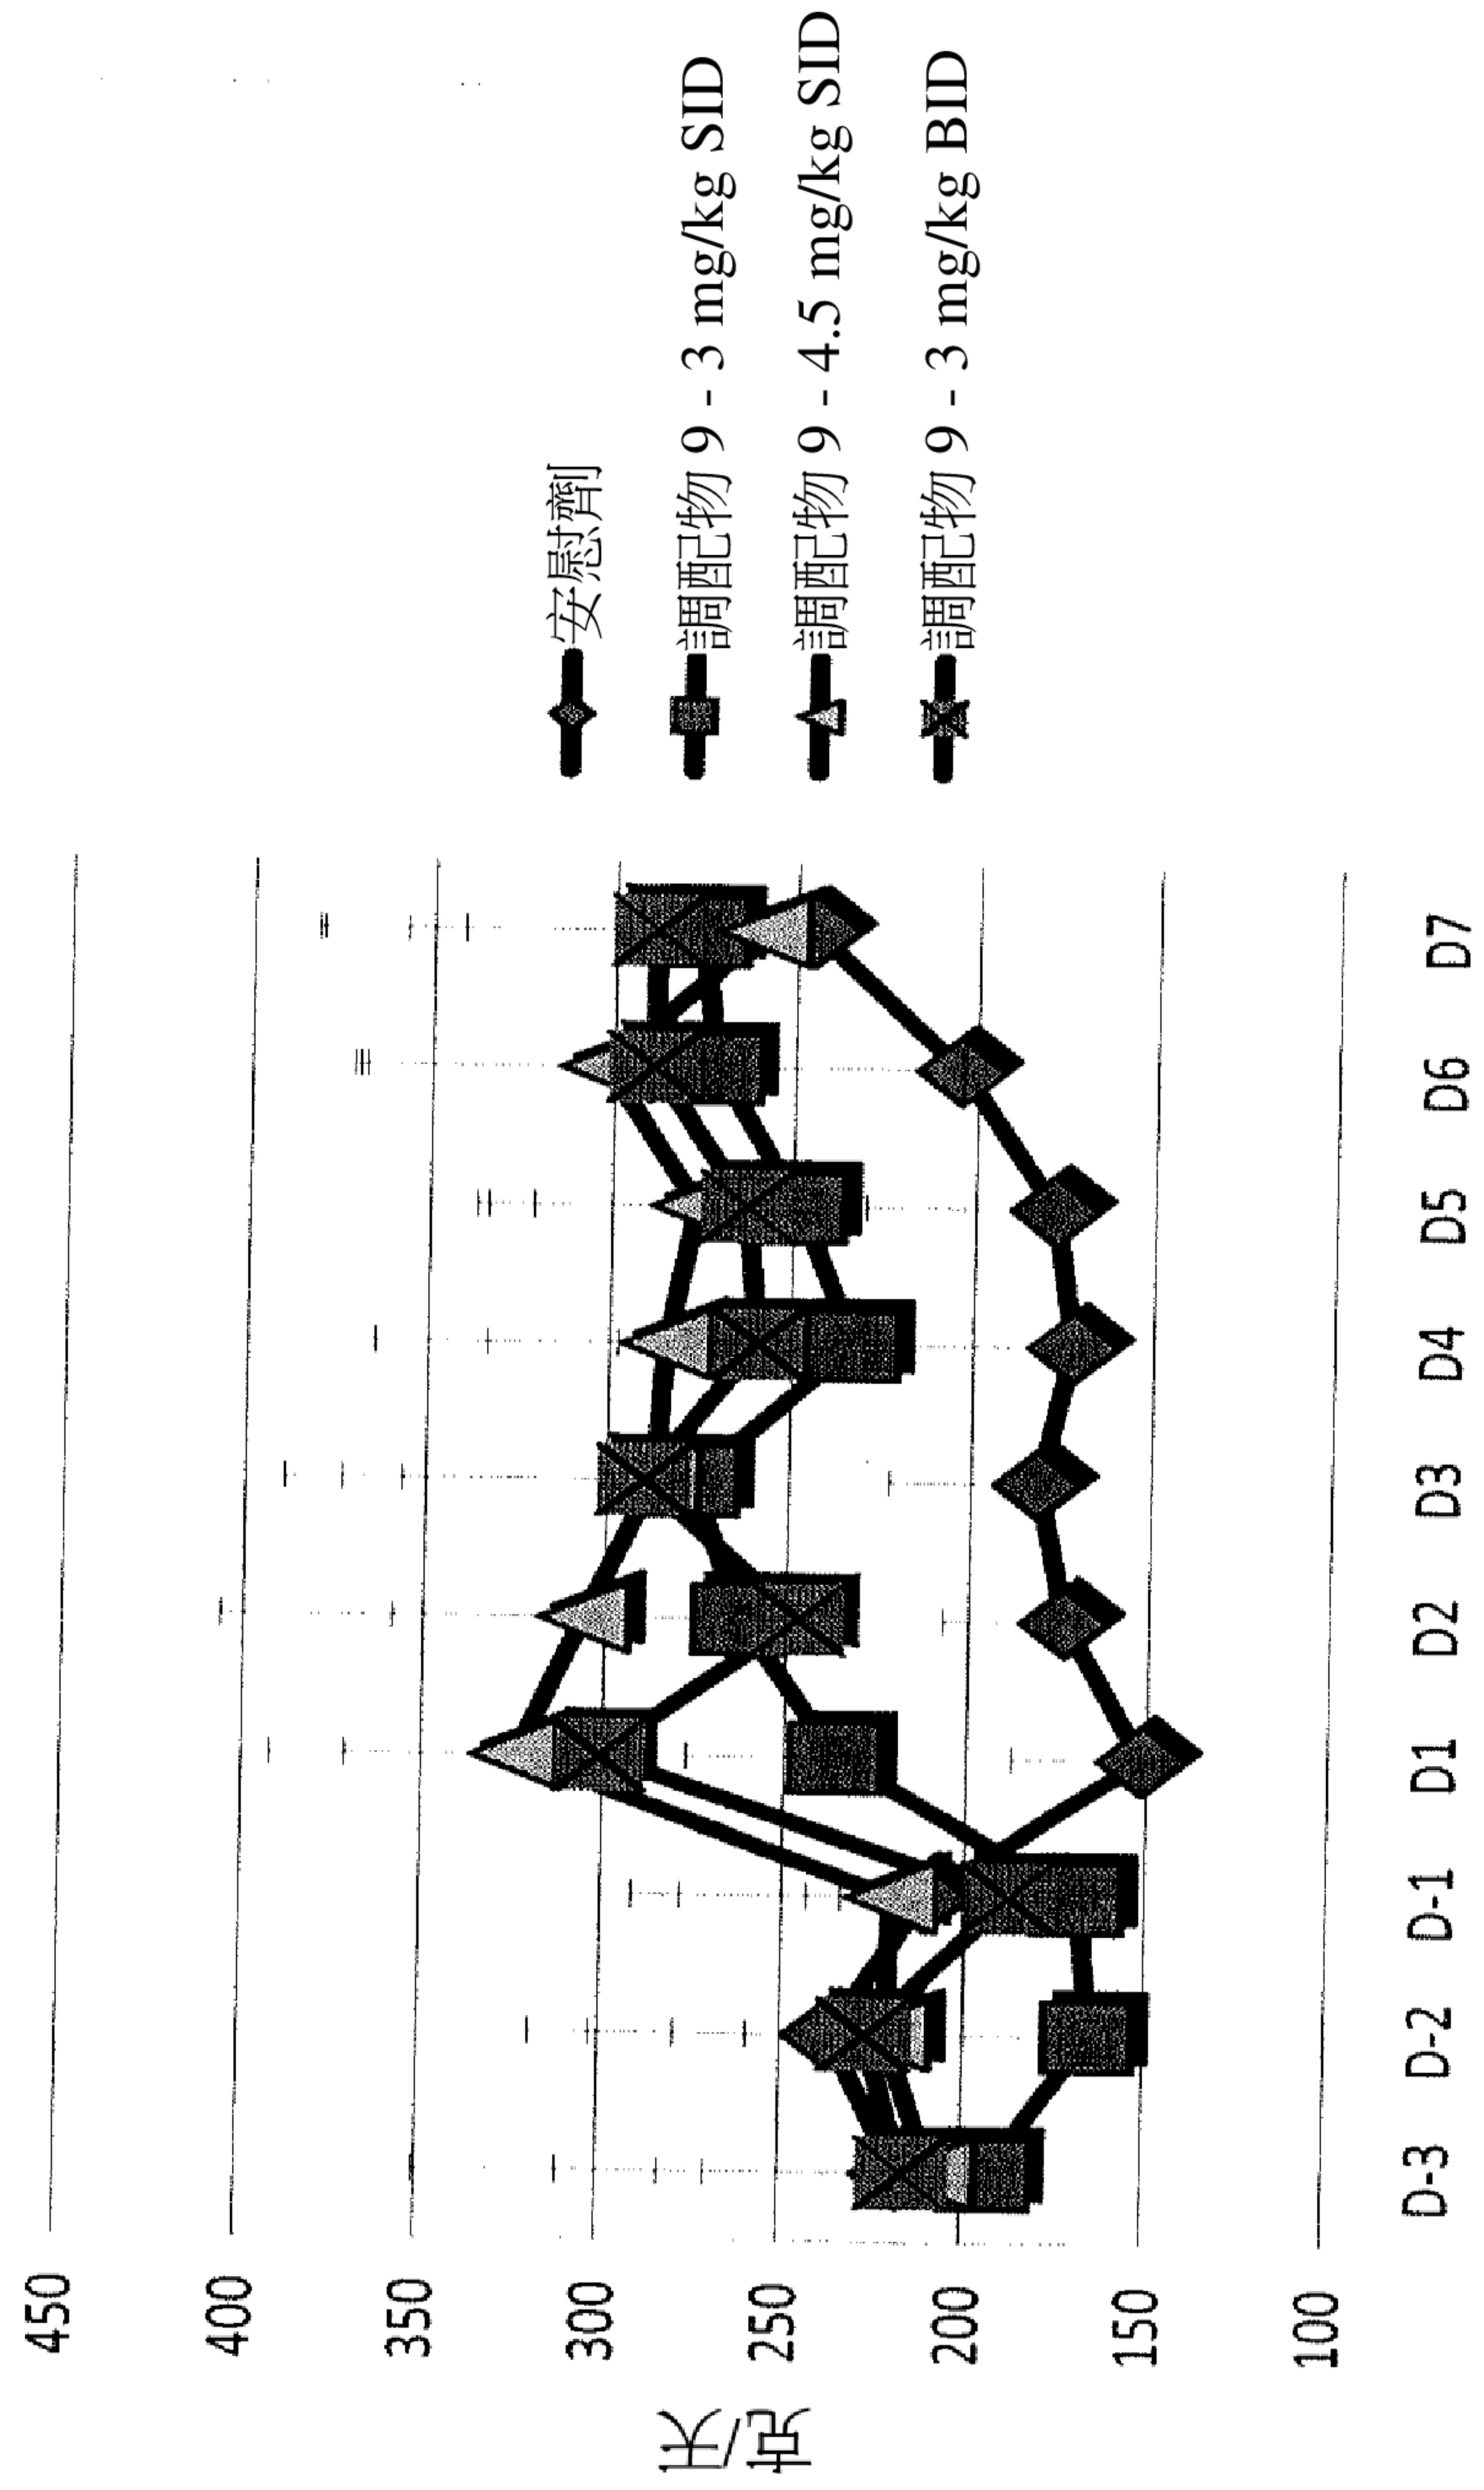 克/天
450
400
350
300
250
200
150
100
D-3 D-2 D-1 D1 D2 D3 D4 D5 D6 D7
安慰劑
調配物 9 - 3 mg/kg SID
調配物 9 - 4.5 mg/kg SID
調配物 9 - 3 mg/kg BID